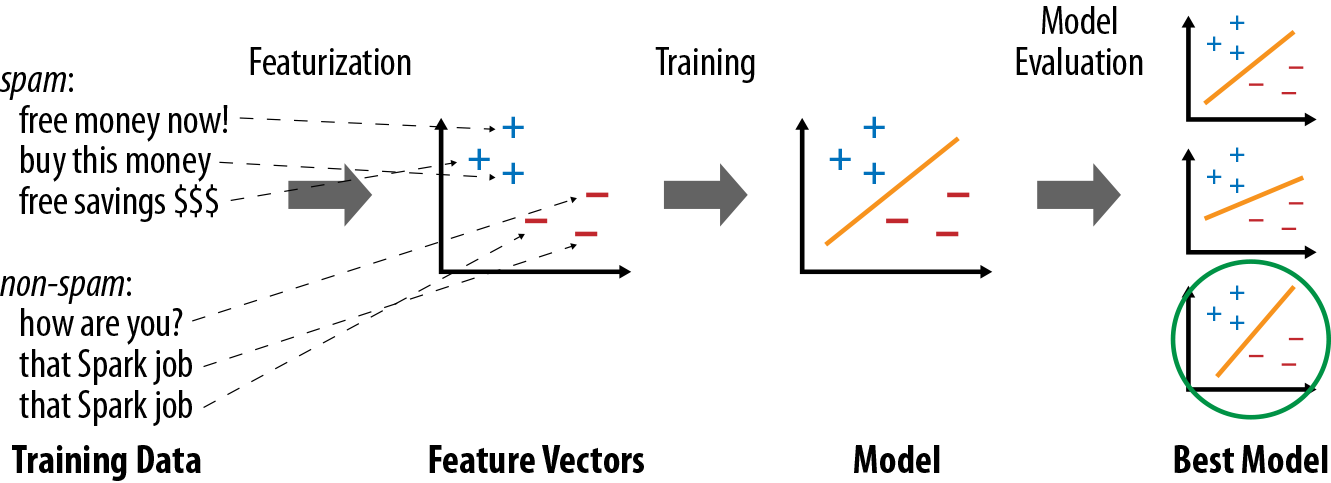 spam:
free money now!
buy this money
free savings $$$
non-spam:
how are you?
that Spark job
that Spark job
Training Data
Featurization
Feature Vectors
Training
Model
Model
Evaluation
Best Model